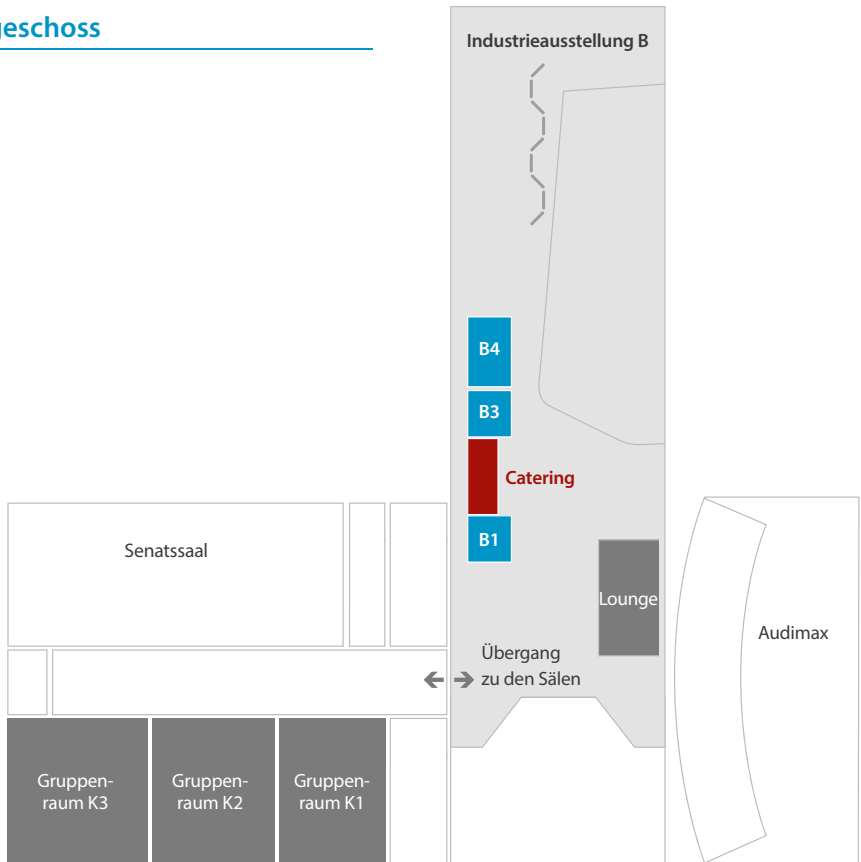 geschoss
Industrieausstellung B
B4
B3
Catering
B1
Senatssaal
Lounge
Audimax
Übergang
zu den Sälen
Gruppen-
raum K3
Gruppen-
raum K2
Gruppen-
raum K1